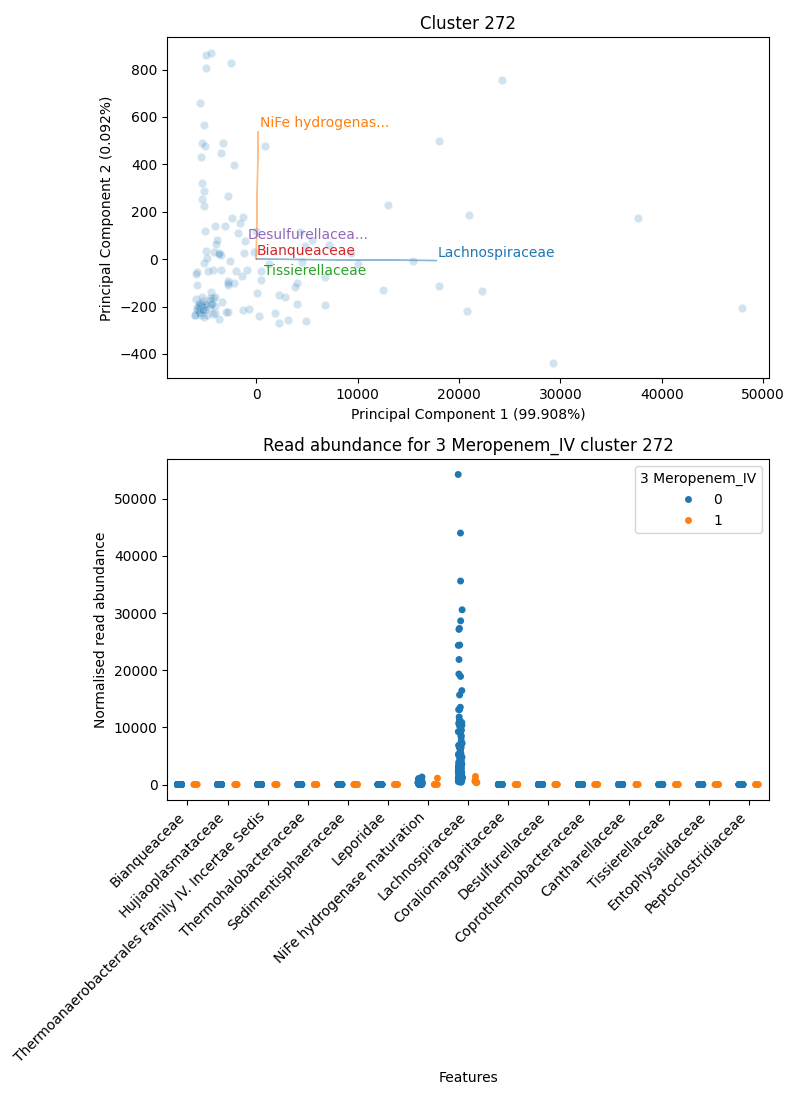 Cluster 272
Principal Component 2 (0.092%)
800
600
400
200
0
−200
−400
NiFe hydrogenas...
Desulfurellacea...
Bianqueaceae
Lachnospiraceae
Tissierellaceae
0
10000
20000
30000
40000
50000
Principal Component 1 (99.908%)
Read abundance for 3 Meropenem_IV cluster 272
Normalised read abundance
50000
40000
30000
20000
10000
0
3 Meropenem_IV
0
1
Bianqueaceae
Hujiaoplasmataceae
Thermoanaerobacterales Family IV. Incertae Sedis
Thermohalobacteraceae
Sedimentisphaeraceae
Leporidae
NiFe hydrogenase maturation
Lachnospiraceae
Coraliomargaritaceae
Desulfurellaceae
Coprothermobacteraceae
Cantharellaceae
Tissierellaceae
Entophysalidaceae
Peptoclostridiaceae
Features